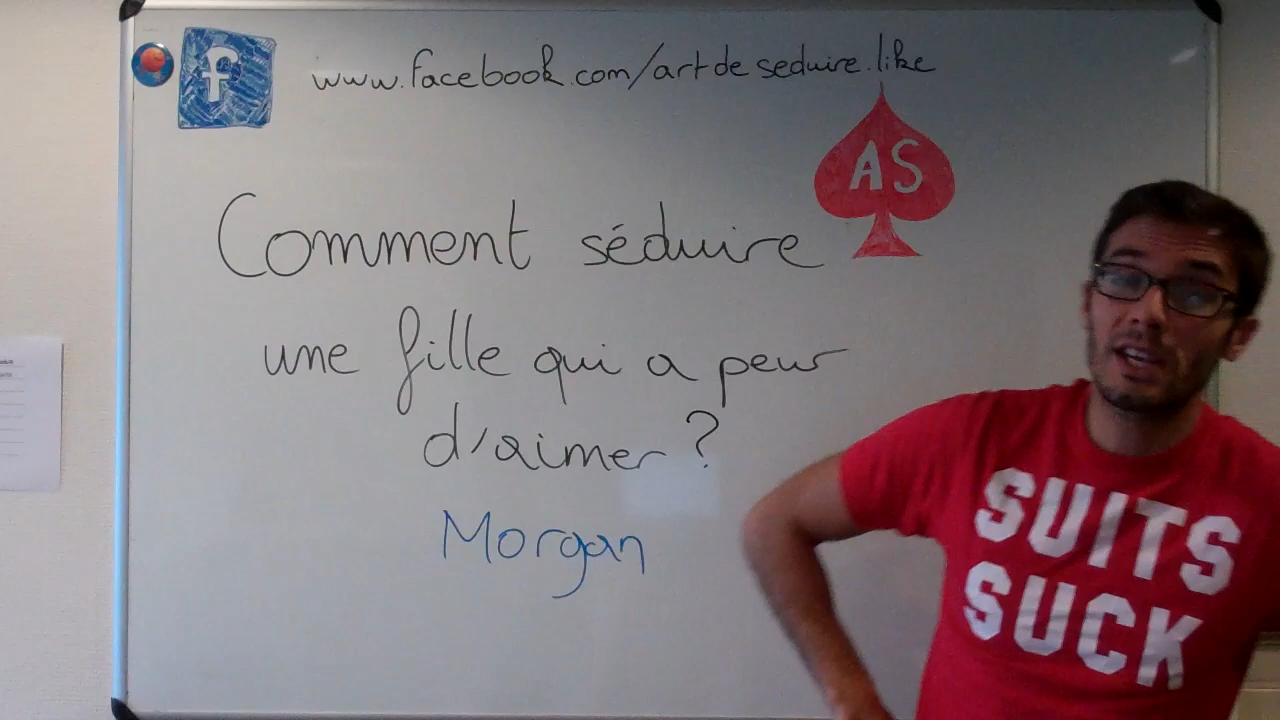 f www.facebook.com/artdeseduire.like
AS
Comment séduire
une fille qui a peur
d'aimer ?
Morgan
SUITS
SUCK